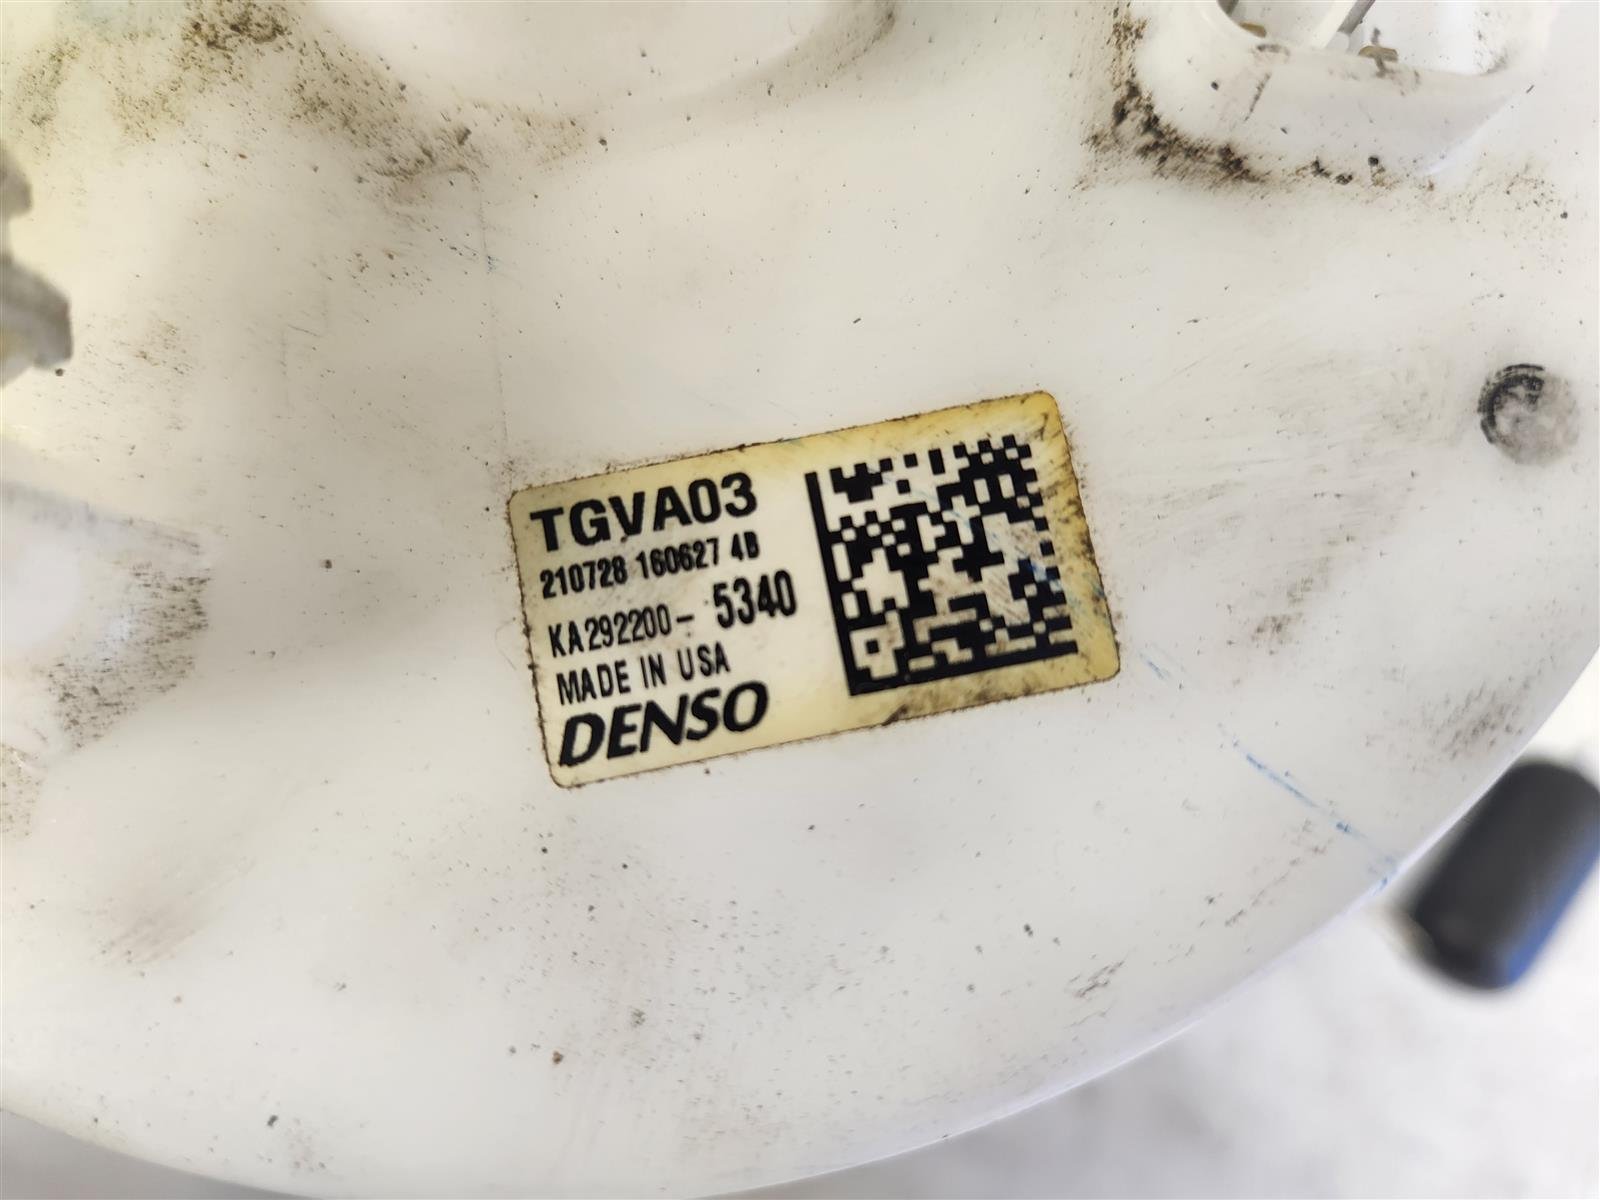 TGVA03
210728 160627 4B
KA292200- 5340
MADE IN USA
DENSO